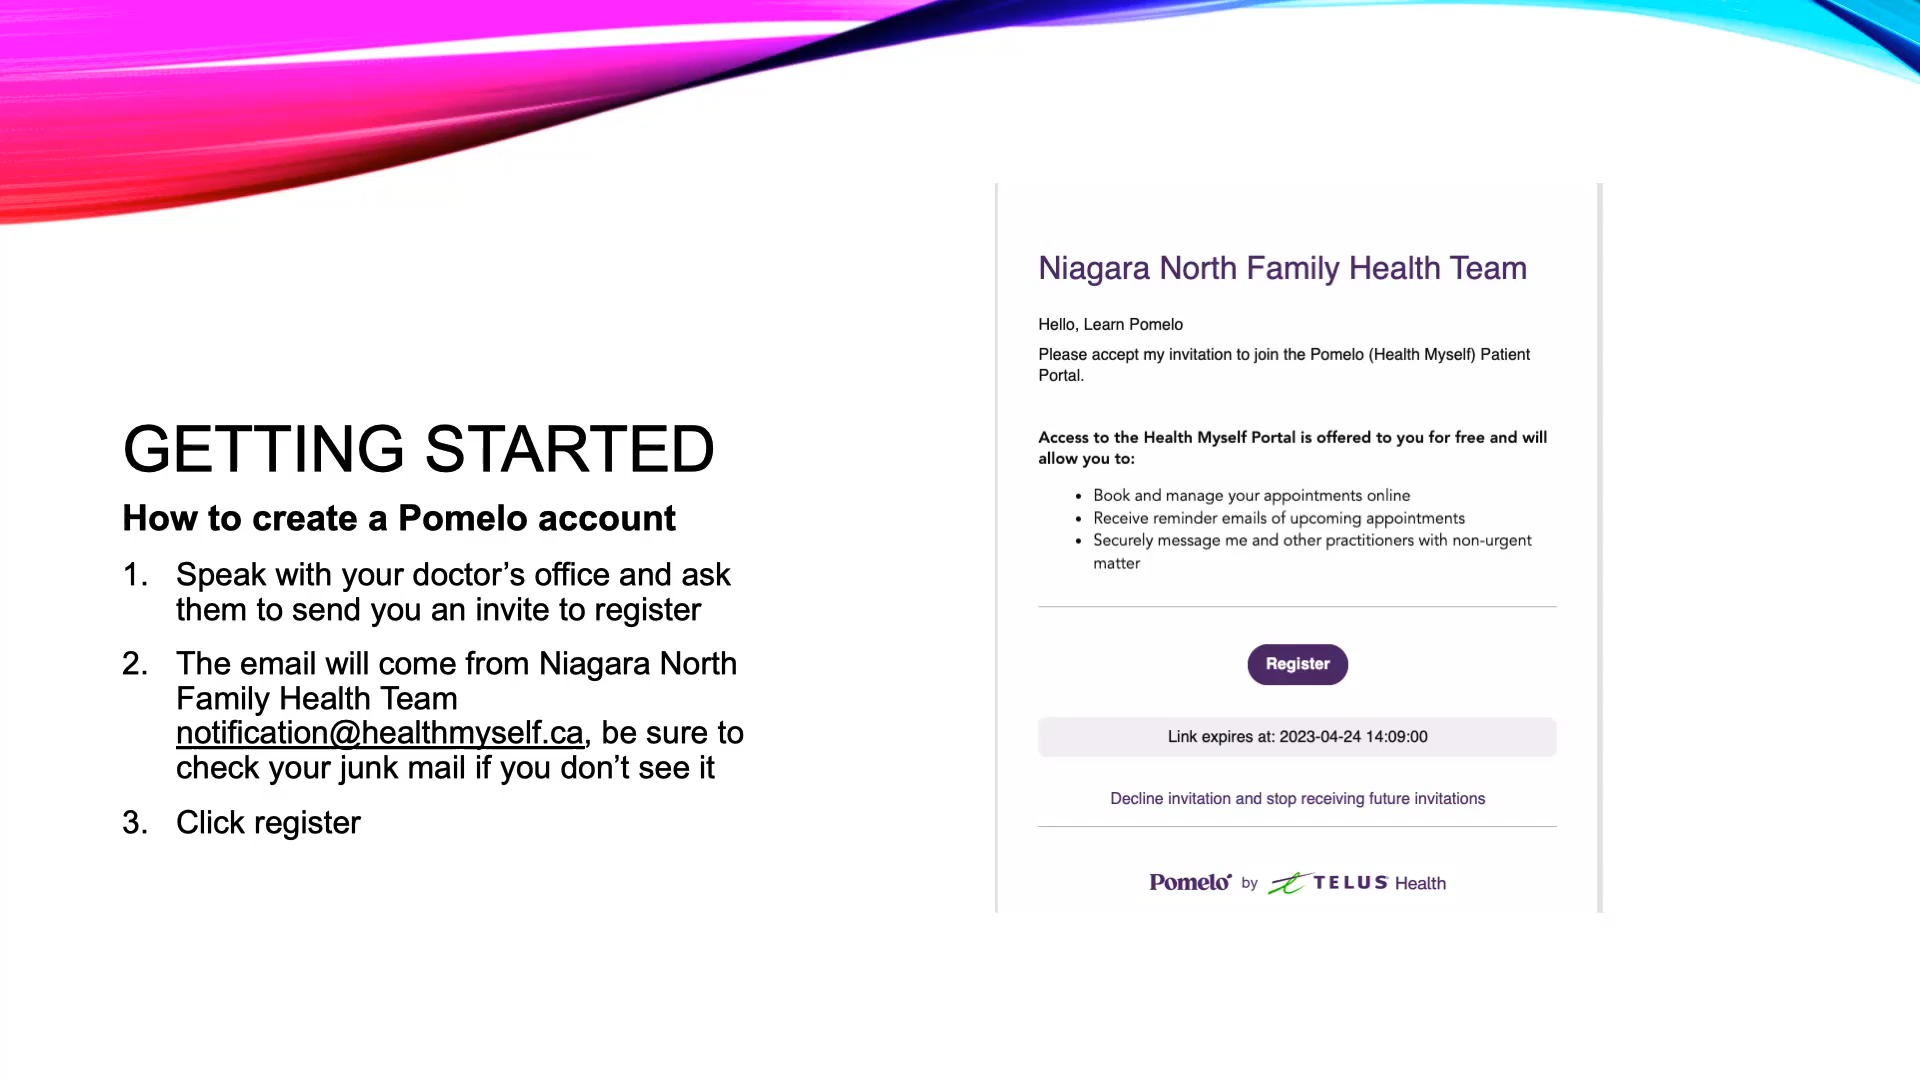 GETTING STARTED
How to create a Pomelo account
1. Speak with your doctor’s office and ask
them to send you an invite to register
2. The email will come from Niagara North
Family Health Team
notification@healthmyself.ca, be sure to
check your junk mail if you don’t see it
3. Click register
Niagara North Family Health Team
Hello, Learn Pomelo
Please accept my invitation to join the Pomelo (Health Myself) Patient
Portal.
Access to the Health Myself Portal is offered to you for free and will
allow you to:
• Book and manage your appointments online
• Receive reminder emails of upcoming appointments
• Securely message me and other practitioners with non-urgent
matter
Register
Link expires at: 2023-04-24 14:09:00
Decline invitation and stop receiving future invitations
Pomelo by TELUS Health